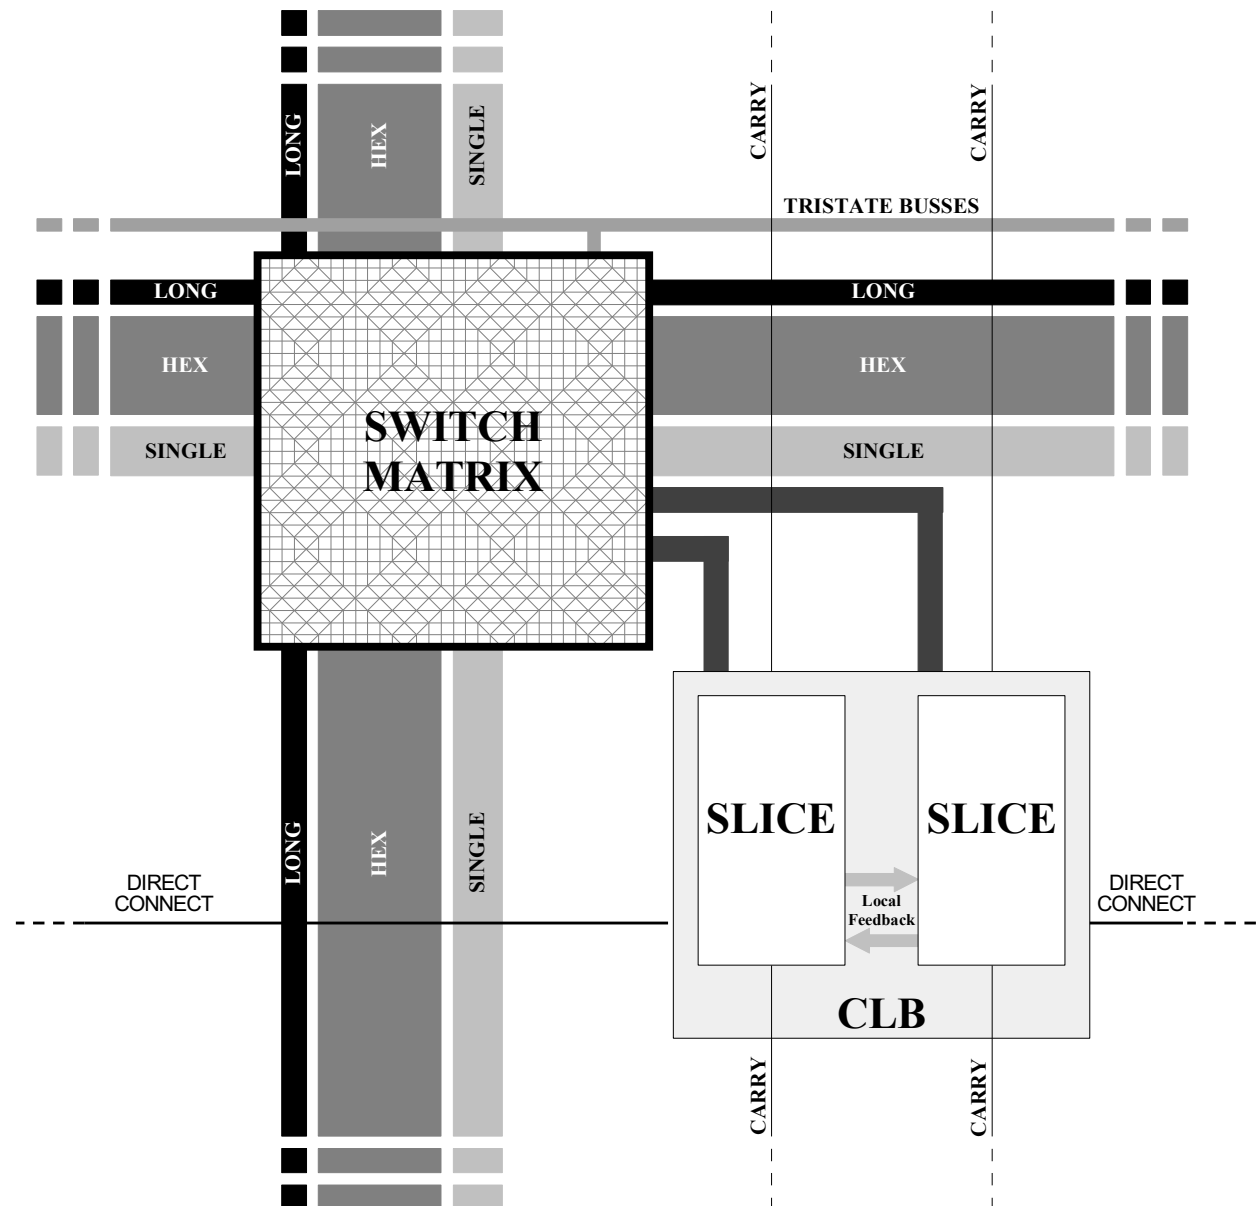 LONG
HEX
SINGLE
CARRY
CARRY
TRISTATE BUSSES
LONG
LONG
HEX
HEX
SINGLE
SINGLE
SWITCH
MATRIX
SLICE
SLICE
LONG
HEX
SINGLE
DIRECT
CONNECT
Local
Feedback
DIRECT
CONNECT
CLB
CARRY
CARRY